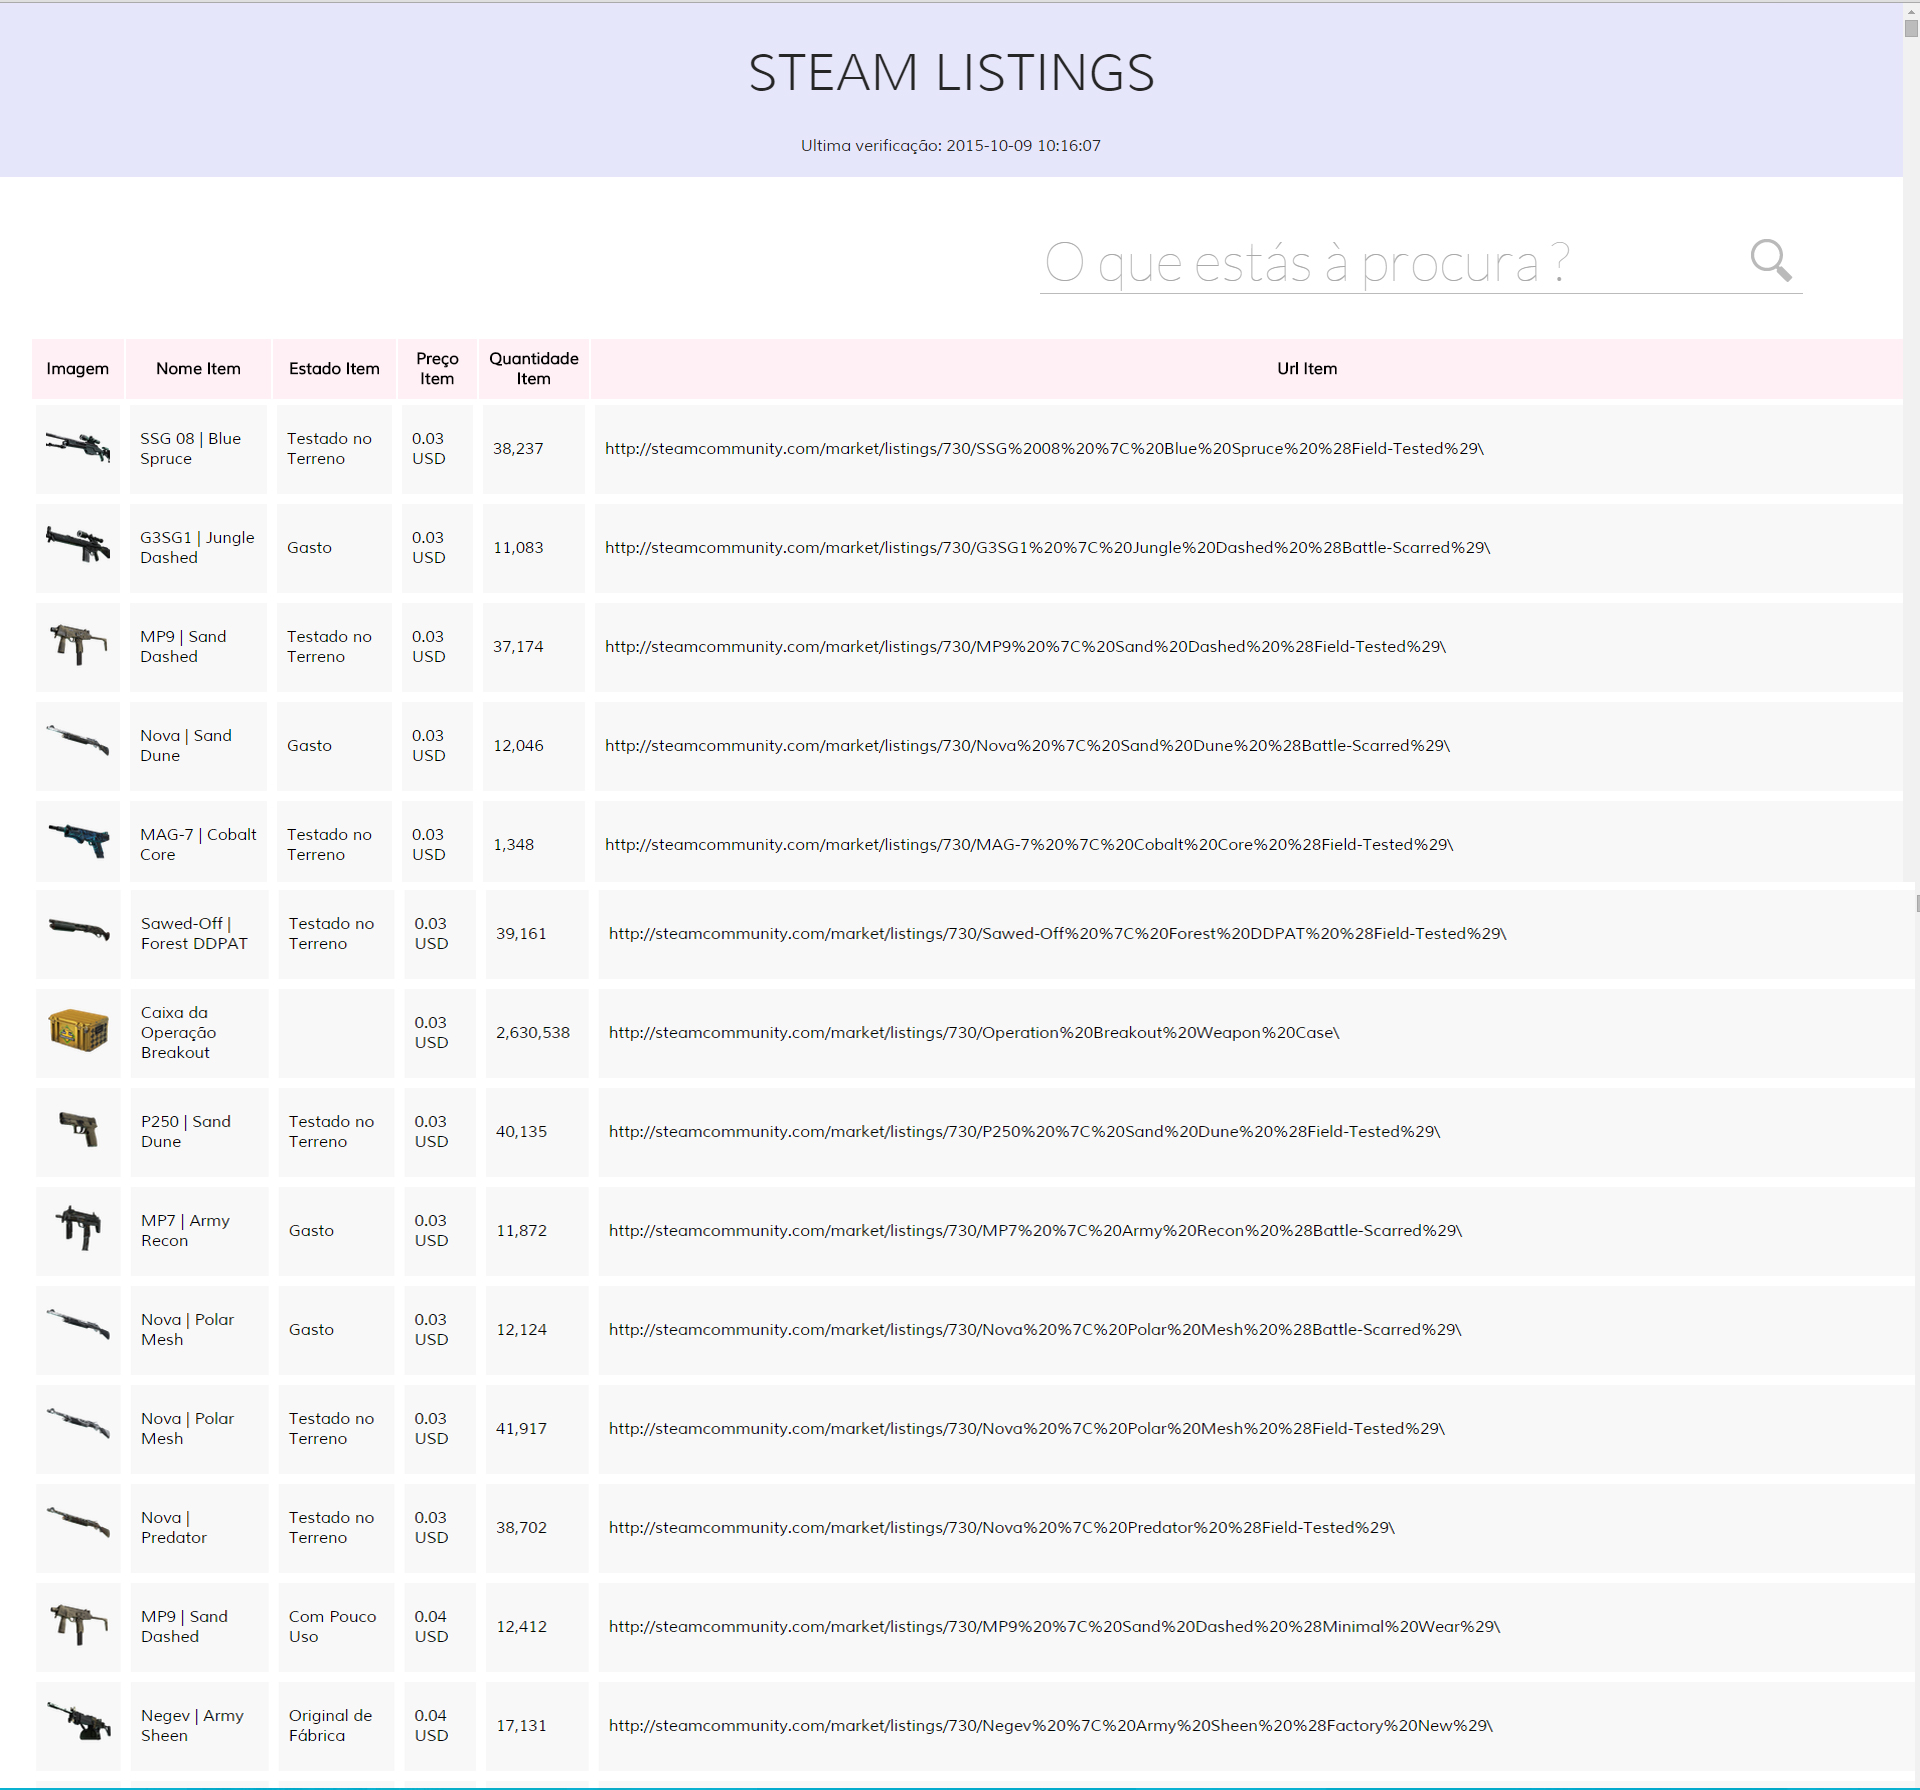 STEAM LISTINGS
Ultima verificação: 2015-10-09 10:16:07
O que estás à procura ?
Imagem
Nome Item
Estado Item
Preço
Item
Quantidade
Item
Url Item
SSG 08 | Blue
Spruce
Testado no
Terreno
0.03
USD
38,237
http://steamcommunity.com/market/listings/730/SSG%2008%20%7C%20Blue%20Spruce%20%28Field-Tested%29\
G3SG1 | Jungle
Dashed
Gasto
0.03
USD
11,083
http://steamcommunity.com/market/listings/730/G3SG1%20%7C%20Jungle%20Dashed%20%28Battle-Scarred%29\
MP9 | Sand
Dashed
Testado no
Terreno
0.03
USD
37,174
http://steamcommunity.com/market/listings/730/MP9%20%7C%20Sand%20Dashed%20%28Field-Tested%29\
Nova | Sand
Dune
Gasto
0.03
USD
12,046
http://steamcommunity.com/market/listings/730/Nova%20%7C%20Sand%20Dune%20%28Battle-Scarred%29\
MAG-7 | Cobalt
Core
Testado no
Terreno
0.03
USD
1,348
http://steamcommunity.com/market/listings/730/MAG-7%20%7C%20Cobalt%20Core%20%28Field-Tested%29\
Sawed-Off |
Forest DDPAT
Testado no
Terreno
0.03
USD
39,161
http://steamcommunity.com/market/listings/730/Sawed-Off%20%7C%20Forest%20DDPAT%20%28Field-Tested%29\
Caixa da
Operação
Breakout
0.03
USD
2,630,538
http://steamcommunity.com/market/listings/730/Operation%20Breakout%20Weapon%20Case\
P250 | Sand
Dune
Testado no
Terreno
0.03
USD
40,135
http://steamcommunity.com/market/listings/730/P250%20%7C%20Sand%20Dune%20%28Field-Tested%29\
MP7 | Army
Recon
Gasto
0.03
USD
11,872
http://steamcommunity.com/market/listings/730/MP7%20%7C%20Army%20Recon%20%28Battle-Scarred%29\
Nova | Polar
Mesh
Gasto
0.03
USD
12,124
http://steamcommunity.com/market/listings/730/Nova%20%7C%20Polar%20Mesh%20%28Battle-Scarred%29\
Nova | Polar
Mesh
Testado no
Terreno
0.03
USD
41,917
http://steamcommunity.com/market/listings/730/Nova%20%7C%20Polar%20Mesh%20%28Field-Tested%29\
Nova |
Predator
Testado no
Terreno
0.03
USD
38,702
http://steamcommunity.com/market/listings/730/Nova%20%7C%20Predator%20%28Field-Tested%29\
MP9 | Sand
Dashed
Com Pouco
Uso
0.04
USD
12,412
http://steamcommunity.com/market/listings/730/MP9%20%7C%20Sand%20Dashed%20%28Minimal%20Wear%29\
Negev | Army
Sheen
Original de
Fábrica
0.04
USD
17,131
http://steamcommunity.com/market/listings/730/Negev%20%7C%20Army%20Sheen%20%28Factory%20New%29\